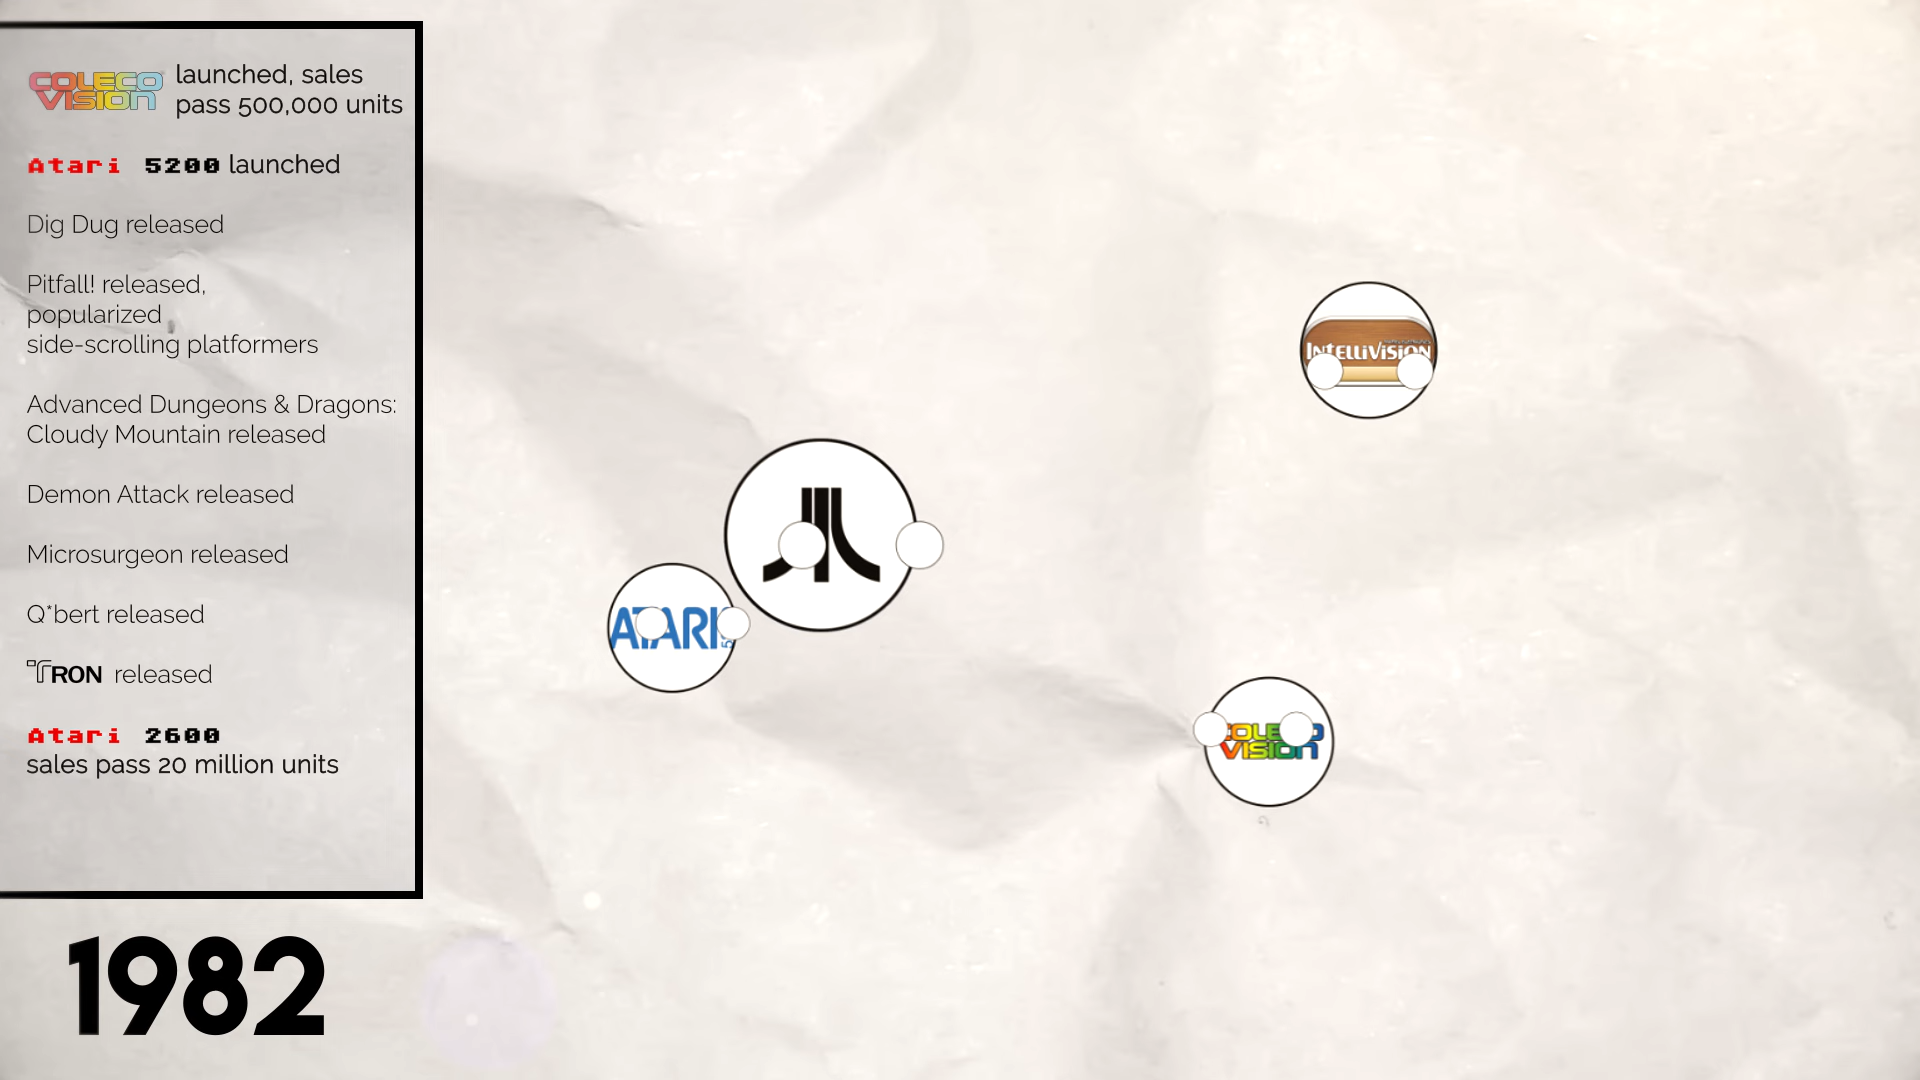 COLECO
VISION
launched, sales
pass 500,000 units
Atari 5200 launched
Dig Dug released
Pitfall! released,
popularized
side-scrolling platformers
Advanced Dungeons & Dragons:
Cloudy Mountain released
Demon Attack released
Microsurgeon released
Q*bert released
TRON released
Atari 2600
sales pass 20 million units
1982
INTELLIVISION
ATARI
COLECO
VISION